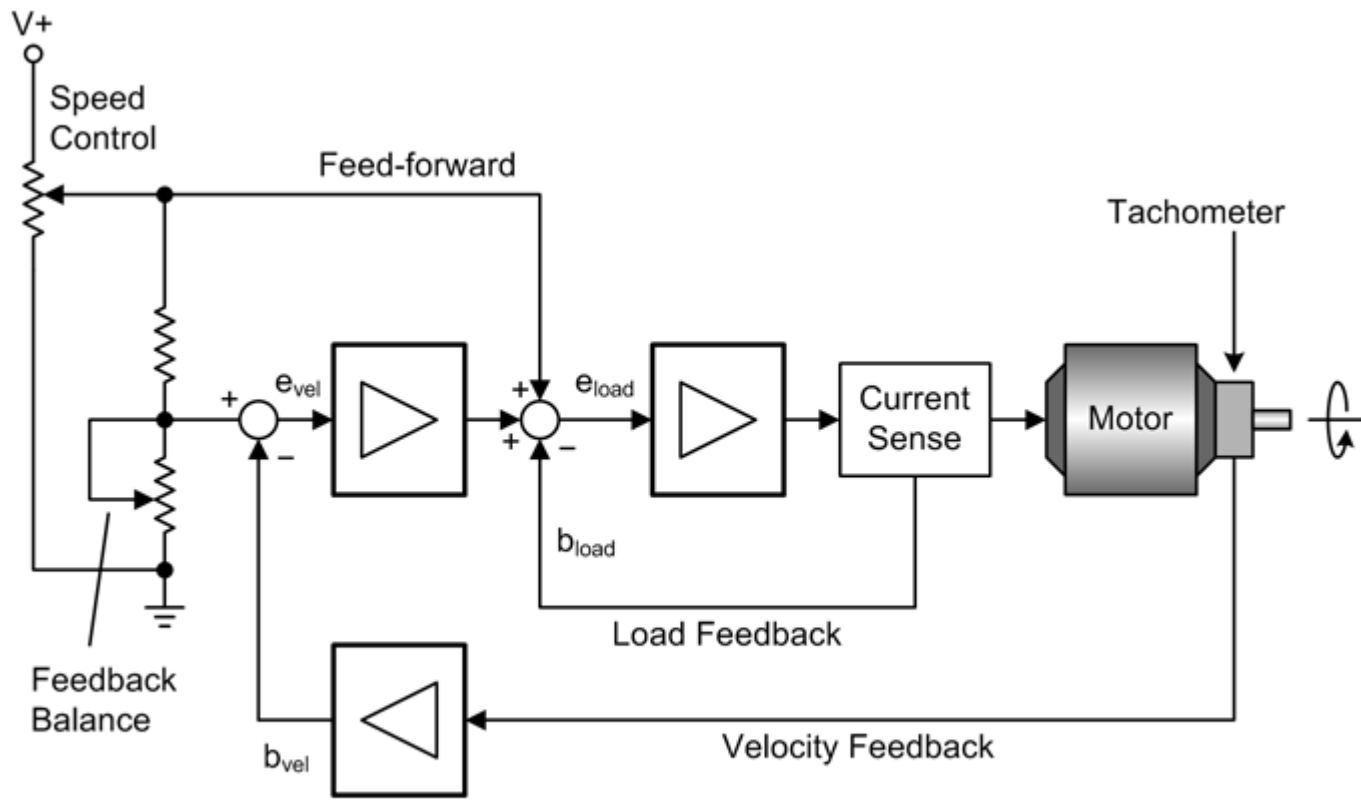 V+
Speed
Control
Feed-forward
Tachometer
+
e_vel
−
+
+
−
e_load
Current
Sense
Motor
b_load
Load Feedback
Feedback
Balance
b_vel
Velocity Feedback